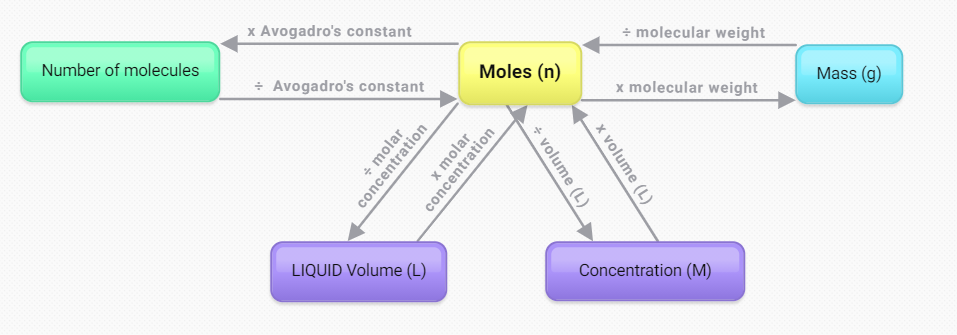 x Avogadro's constant
÷ molecular weight
Number of molecules
Moles (n)
Mass (g)
÷ Avogadro's constant
x molecular weight
÷ molar
concentration
x molar
concentration
÷ volume (L)
x volume (L)
LIQUID Volume (L)
Concentration (M)